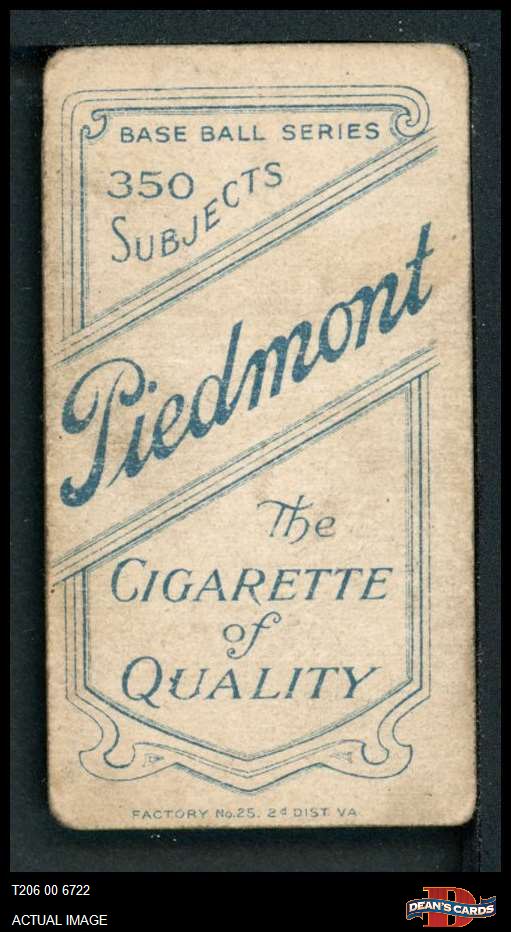 BASE BALL SERIES
350
SUBJECTS
Piedmont
The
CIGARETTE
of
QUALITY
FACTORY No.25. 2d DIST. VA.
T206 00 6722
ACTUAL IMAGE
D
DEAN'S CARDS